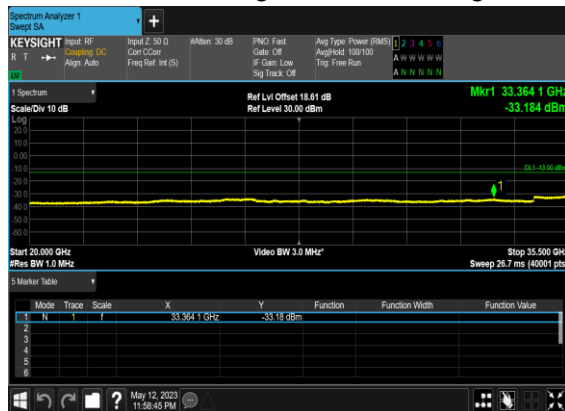 Spectrum Analyzer 1
Swept SA
+
KEYSIGHT Input: RF Input Z: 50 Ω #Atten: 30 dB PNO: Fast Avg Type: Power (RMS) 1 2 3 4 5 6
R T Coupling: DC Corr CCorr Gate: Off Avg|Hold: 100/100 A W W W W W
Align: Auto Freq Ref: Int (S) IF Gain: Low Trig: Free Run
Sig Track: Off A N N N N N
1 Spectrum Ref Lvl Offset 18.61 dB Mkr1 33.364 1 GHz
Scale/Div 10 dB Ref Level 30.00 dBm -33.184 dBm
Log
20.0
10.0
0.00
-10.0 DL1 -13.00 dBm
-20.0 1
-30.0
-40.0
-50.0
-60.0
Start 20.000 GHz Video BW 3.0 MHz* Stop 35.500 GHz
#Res BW 1.0 MHz Sweep 26.7 ms (40001 pts
5 Marker Table
Mode Trace Scale X Y Function Function Width Function Value
1 N 1 f 33.364 1 GHz -33.18 dBm
2
3
4
5
6
? May 12, 2023
11:58:45 PM